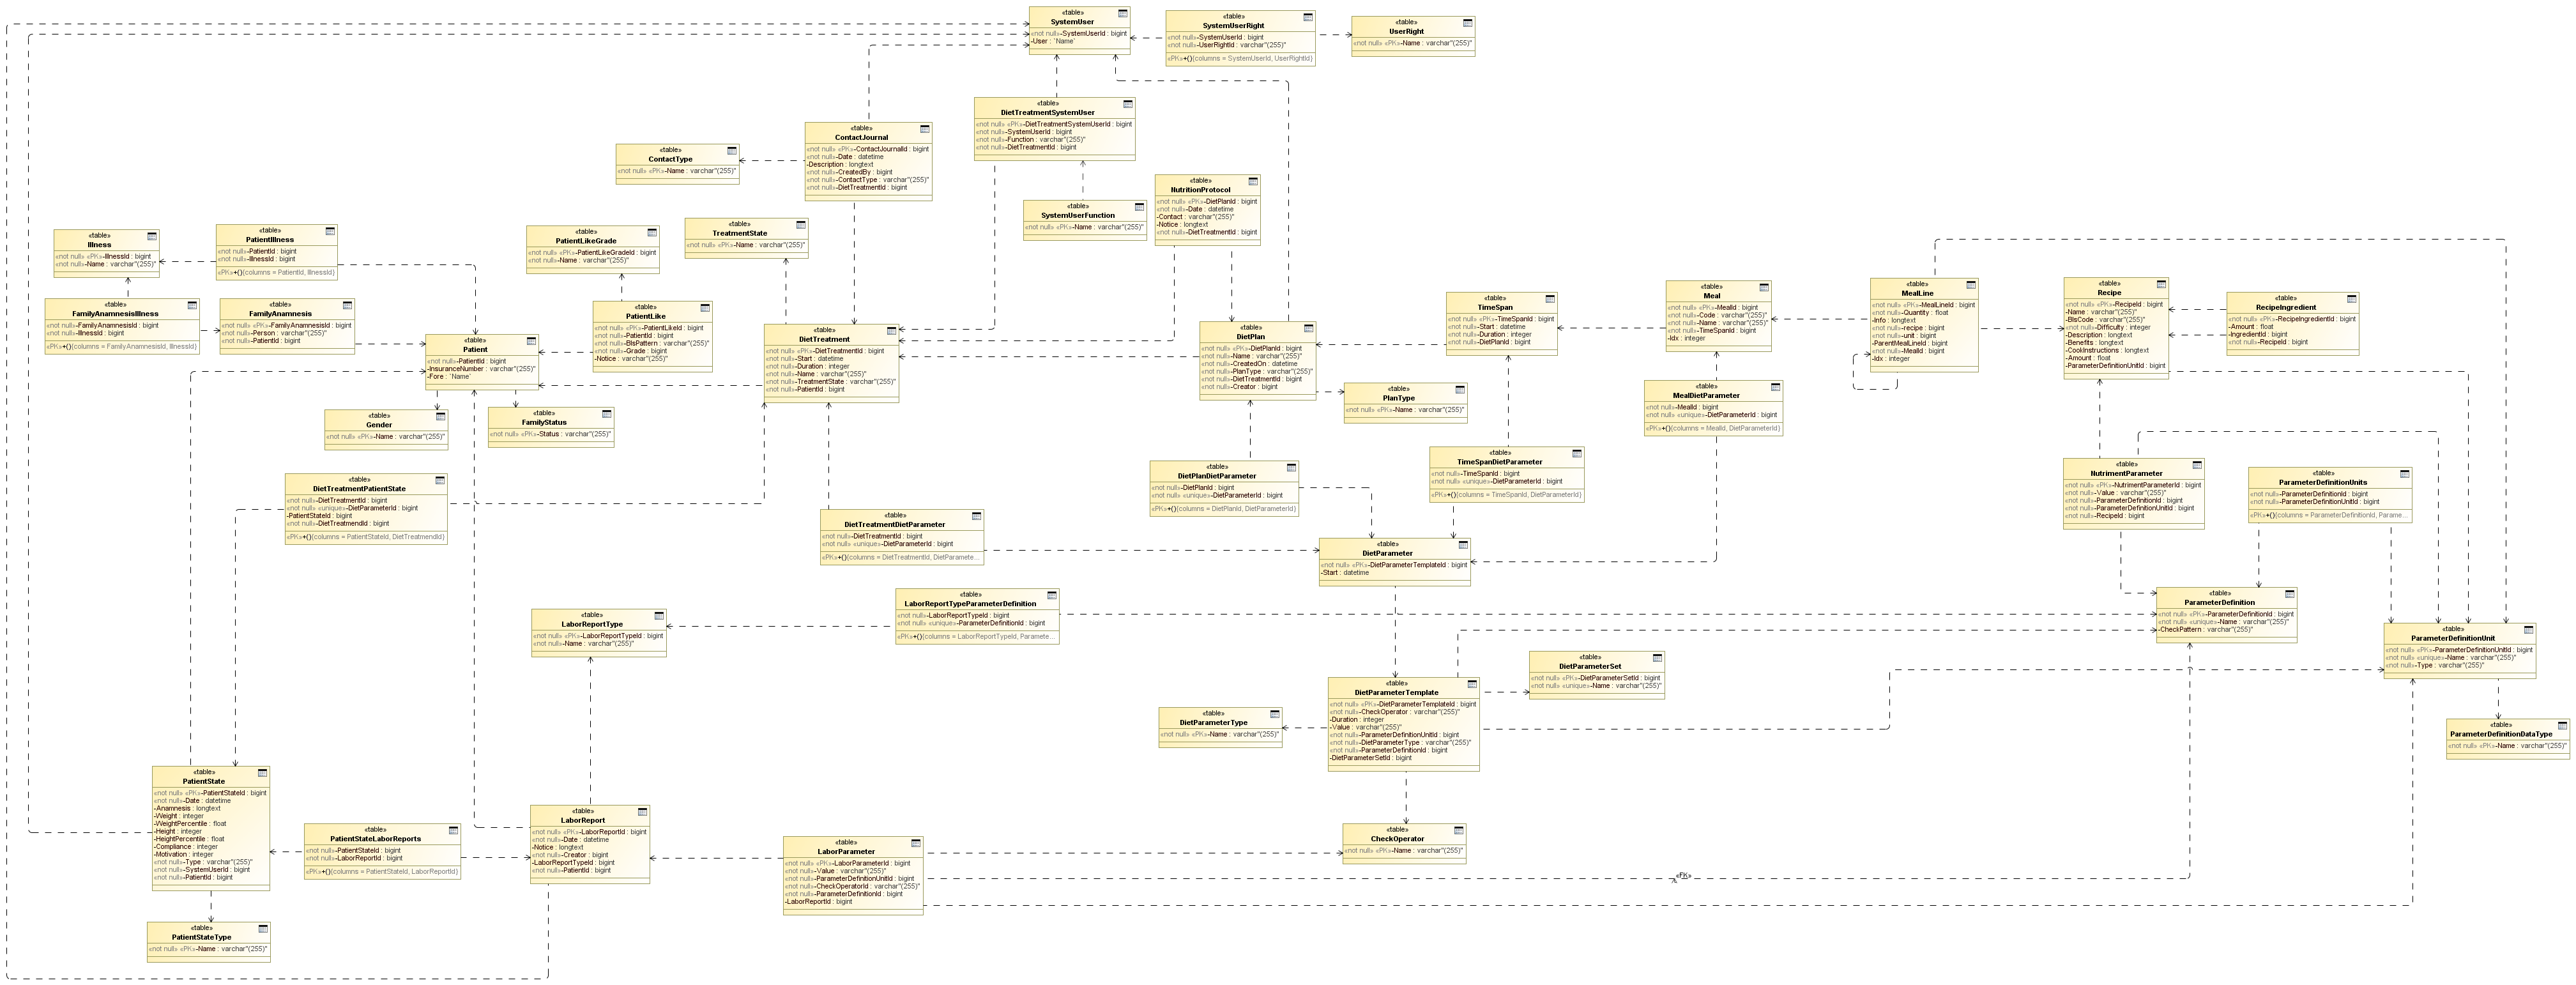 «table»
SystemUser
«not null»-SystemUserId : bigint
-User : `Name`
«table»
SystemUserRight
«not null»-SystemUserId : bigint
«not null»-UserRightId : varchar"(255)"
«PK»+(){columns = SystemUserId, UserRightId}
«table»
UserRight
«not null» «PK»-Name : varchar"(255)"
«table»
DietTreatmentSystemUser
«not null» «PK»-DietTreatmentSystemUserId : bigint
«not null»-SystemUserId : bigint
«not null»-Function : varchar"(255)"
«not null»-DietTreatmentId : bigint
«table»
ContactJournal
«not null» «PK»-ContactJournalId : bigint
«not null»-Date : datetime
-Description : longtext
«not null»-CreatedBy : bigint
«not null»-ContactType : varchar"(255)"
«not null»-DietTreatmentId : bigint
«table»
ContactType
«not null» «PK»-Name : varchar"(255)"
«table»
NutritionProtocol
«not null» «PK»-DietPlanId : bigint
«not null»-Date : datetime
-Contact : varchar"(255)"
-Notice : longtext
«not null»-DietTreatmentId : bigint
«table»
SystemUserFunction
«not null» «PK»-Name : varchar"(255)"
«table»
Illness
«not null» «PK»-IllnessId : bigint
«not null»-Name : varchar"(255)"
«table»
PatientIllness
«not null»-PatientId : bigint
«not null»-IllnessId : bigint
«PK»+(){columns = PatientId, IllnessId}
«table»
PatientLikeGrade
«not null» «PK»-PatientLikeGradeId : bigint
«not null»-Name : varchar"(255)"
«table»
TreatmentState
«not null» «PK»-Name : varchar"(255)"
«table»
FamilyAnamnesisIllness
«not null»-FamilyAnamnesisId : bigint
«not null»-IllnessId : bigint
«PK»+(){columns = FamilyAnamnesisId, IllnessId}
«table»
FamilyAnamnesis
«not null» «PK»-FamilyAnamnesisId : bigint
«not null»-Person : varchar"(255)"
«not null»-PatientId : bigint
«table»
Patient
«not null»-PatientId : bigint
-InsuranceNumber : varchar"(255)"
-Fore : `Name`
«table»
PatientLike
«not null» «PK»-PatientLikeId : bigint
«not null»-PatientId : bigint
«not null»-BlsPattern : varchar"(255)"
«not null»-Grade : bigint
-Notice : varchar"(255)"
«table»
DietTreatment
«not null» «PK»-DietTreatmentId : bigint
«not null»-Start : datetime
«not null»-Duration : integer
«not null»-Name : varchar"(255)"
«not null»-TreatmentState : varchar"(255)"
«not null»-PatientId : bigint
«table»
DietPlan
«not null» «PK»-DietPlanId : bigint
«not null»-Name : varchar"(255)"
«not null»-CreatedOn : datetime
«not null»-PlanType : varchar"(255)"
«not null»-DietTreatmentId : bigint
«not null»-Creator : bigint
«table»
TimeSpan
«not null» «PK»-TimeSpanId : bigint
«not null»-Start : datetime
«not null»-Duration : integer
«not null»-DietPlanId : bigint
«table»
Meal
«not null» «PK»-MealId : bigint
«not null»-Code : varchar"(255)"
«not null»-Name : varchar"(255)"
«not null»-TimeSpanId : bigint
-Idx : integer
«table»
MealLine
«not null» «PK»-MealLineId : bigint
«not null»-Quantity : float
-Info : longtext
«not null»-recipe : bigint
«not null»-unit : bigint
-ParentMealLineId : bigint
«not null»-MealId : bigint
-Idx : integer
«table»
Recipe
«not null» «PK»-RecipeId : bigint
«not null»-Name : varchar"(255)"
«not null»-BlsCode : varchar"(255)"
«not null»-Difficulty : integer
-Description : longtext
-Benefits : longtext
-CookInstructions : longtext
-Amount : float
-ParameterDefinitionUnitId : bigint
«table»
RecipeIngredient
«not null» «PK»-RecipeIngredientId : bigint
-Amount : float
-IngredientId : bigint
«not null»-RecipeId : bigint
«table»
Gender
«not null» «PK»-Name : varchar"(255)"
«table»
FamilyStatus
«not null» «PK»-Status : varchar"(255)"
«table»
PlanType
«not null» «PK»-Name : varchar"(255)"
«table»
MealDietParameter
«not null»-MealId : bigint
«not null» «unique»-DietParameterId : bigint
«PK»+(){columns = MealId, DietParameterId}
«table»
DietTreatmentPatientState
«not null»-DietTreatmentId : bigint
«not null» «unique»-DietParameterId : bigint
-PatientStateId : bigint
«not null»-DietTreatmendId : bigint
«PK»+(){columns = PatientStateId, DietTreatmendId}
«table»
DietTreatmentDietParameter
«not null»-DietTreatmentId : bigint
«not null» «unique»-DietParameterId : bigint
«PK»+(){columns = DietTreatmentId, DietParamete...
«table»
DietPlanDietParameter
«not null»-DietPlanId : bigint
«not null» «unique»-DietParameterId : bigint
«PK»+(){columns = DietPlanId, DietParameterId}
«table»
TimeSpanDietParameter
«not null»-TimeSpanId : bigint
«not null» «unique»-DietParameterId : bigint
«PK»+(){columns = TimeSpanId, DietParameterId}
«table»
NutrimentParameter
«not null» «PK»-NutrimentParameterId : bigint
«not null»-Value : varchar"(255)"
«not null»-ParameterDefinitionId : bigint
«not null»-ParameterDefinitionUnitId : bigint
«not null»-RecipeId : bigint
«table»
ParameterDefinitionUnits
«not null»-ParameterDefinitionId : bigint
«not null»-ParameterDefinitionUnitId : bigint
«PK»+(){columns = ParameterDefinitionId, Parame...
«table»
DietParameter
«not null» «PK»-DietParameterTemplateId : bigint
-Start : datetime
«table»
LaborReportType
«not null» «PK»-LaborReportTypeId : bigint
«not null»-Name : varchar"(255)"
«table»
LaborReportTypeParameterDefinition
«not null»-LaborReportTypeId : bigint
«not null» «unique»-ParameterDefinitionId : bigint
«PK»+(){columns = LaborReportTypeId, Paramete...
«table»
ParameterDefinition
«not null» «PK»-ParameterDefinitionId : bigint
«not null» «unique»-Name : varchar"(255)"
-CheckPattern : varchar"(255)"
«table»
ParameterDefinitionUnit
«not null» «PK»-ParameterDefinitionUnitId : bigint
«not null» «unique»-Name : varchar"(255)"
«not null»-Type : varchar"(255)"
«table»
DietParameterSet
«not null» «PK»-DietParameterSetId : bigint
«not null» «unique»-Name : varchar"(255)"
«table»
DietParameterTemplate
«not null» «PK»-DietParameterTemplateId : bigint
«not null»-CheckOperator : varchar"(255)"
-Duration : integer
-Value : varchar"(255)"
«not null»-ParameterDefinitionUnitId : bigint
«not null»-DietParameterType : varchar"(255)"
«not null»-ParameterDefinitionId : bigint
-DietParameterSetId : bigint
«table»
DietParameterType
«not null» «PK»-Name : varchar"(255)"
«table»
ParameterDefinitionDataType
«not null» «PK»-Name : varchar"(255)"
«table»
PatientState
«not null» «PK»-PatientStateId : bigint
«not null»-Date : datetime
-Anamnesis : longtext
-Weight : integer
-WeightPercentile : float
-Height : integer
-HeightPercentile : float
-Compliance : integer
-Motivation : integer
«not null»-Type : varchar"(255)"
«not null»-SystemUserId : bigint
«not null»-PatientId : bigint
«table»
PatientStateLaborReports
«not null»-PatientStateId : bigint
«not null»-LaborReportId : bigint
«PK»+(){columns = PatientStateId, LaborReportId}
«table»
LaborReport
«not null» «PK»-LaborReportId : bigint
«not null»-Date : datetime
-Notice : longtext
«not null»-Creator : bigint
-LaborReportTypeId : bigint
«not null»-PatientId : bigint
«table»
LaborParameter
«not null» «PK»-LaborParameterId : bigint
«not null»-Value : varchar"(255)"
«not null»-ParameterDefinitionUnitId : bigint
«not null»-CheckOperatorId : varchar"(255)"
«not null»-ParameterDefinitionId : bigint
-LaborReportId : bigint
«table»
CheckOperator
«not null» «PK»-Name : varchar"(255)"
«FK»
«table»
PatientStateType
«not null» «PK»-Name : varchar"(255)"